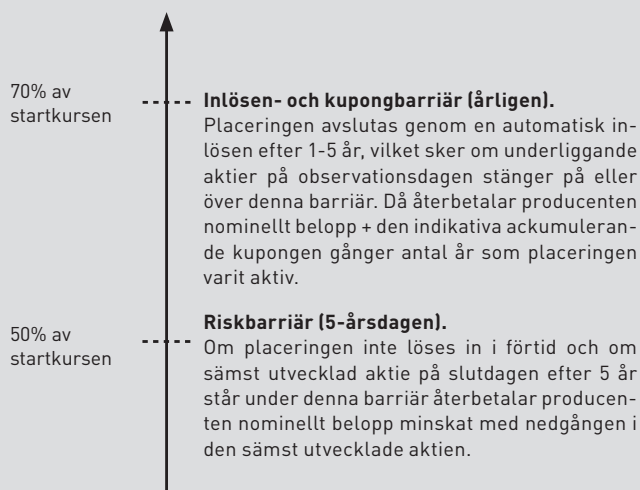 70% av
startkursen
Inlösen- och kupongbarriär (årligen).
Placeringen avslutas genom en automatisk in-
lösen efter 1-5 år, vilket sker om underliggande
aktier på observationsdagen stänger på eller
över denna barriär. Då återbetalar producenten
nominellt belopp + den indikativa ackumuleran-
de kupongen gånger antal år som placeringen
varit aktiv.
50% av
startkursen
Riskbarriär (5-årsdagen).
Om placeringen inte löses in i förtid och om
sämst utvecklad aktie på slutdagen efter 5 år
står under denna barriär återbetalar producen-
ten nominellt belopp minskat med nedgången i
den sämst utvecklade aktien.